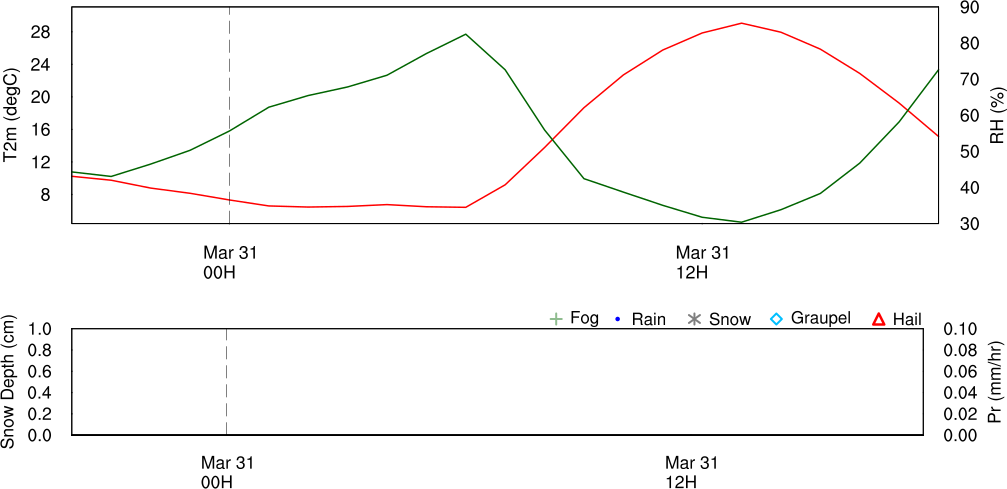 90
28
80
24
70
20
60
16
50
12
40
8
30
T2m (degC)
RH (%)
Mar 31
00H
Mar 31
12H
Fog
Rain
Snow
Graupel
Hail
1.0
0.10
0.8
0.08
0.6
0.06
0.4
0.04
0.2
0.02
0.0
0.00
Snow Depth (cm)
Pr (mm/hr)
Mar 31
00H
Mar 31
12H